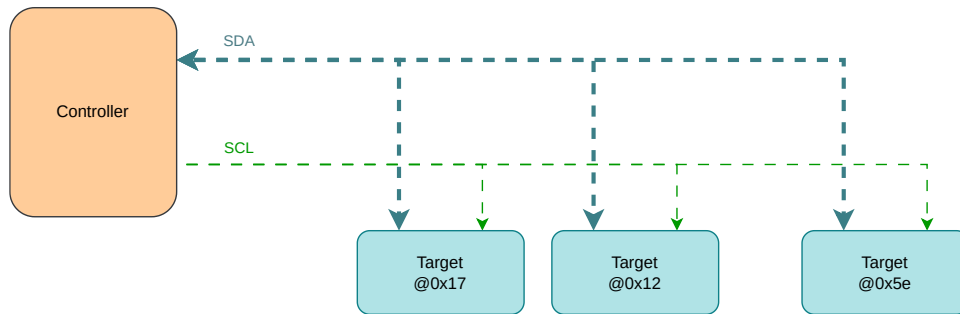 SDA
Controller
SCL
Target
@0x17
Target
@0x12
Target
@0x5e